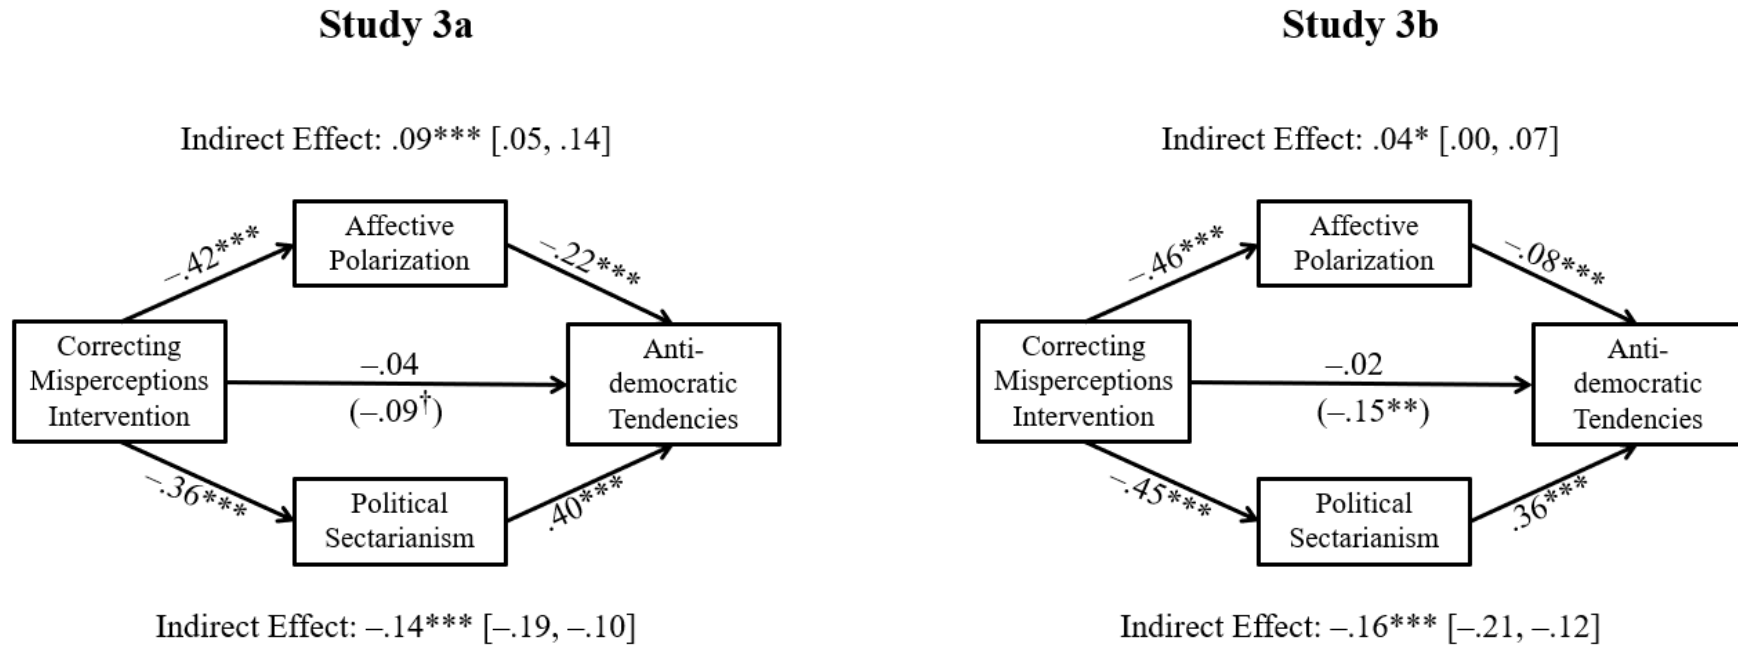 Study 3a
Indirect Effect: .09*** [.05, .14]
Affective
Polarization
–.42***
–.22***
Correcting
Misperceptions
Intervention
–.04
(–.09†)
Anti-
democratic
Tendencies
–.36***
.40***
Political
Sectarianism
Indirect Effect: –.14*** [–.19, –.10]
Study 3b
Indirect Effect: .04* [.00, .07]
Affective
Polarization
–.46***
–.08***
Correcting
Misperceptions
Intervention
–.02
(–.15**)
Anti-
democratic
Tendencies
–.45***
.36***
Political
Sectarianism
Indirect Effect: –.16*** [–.21, –.12]